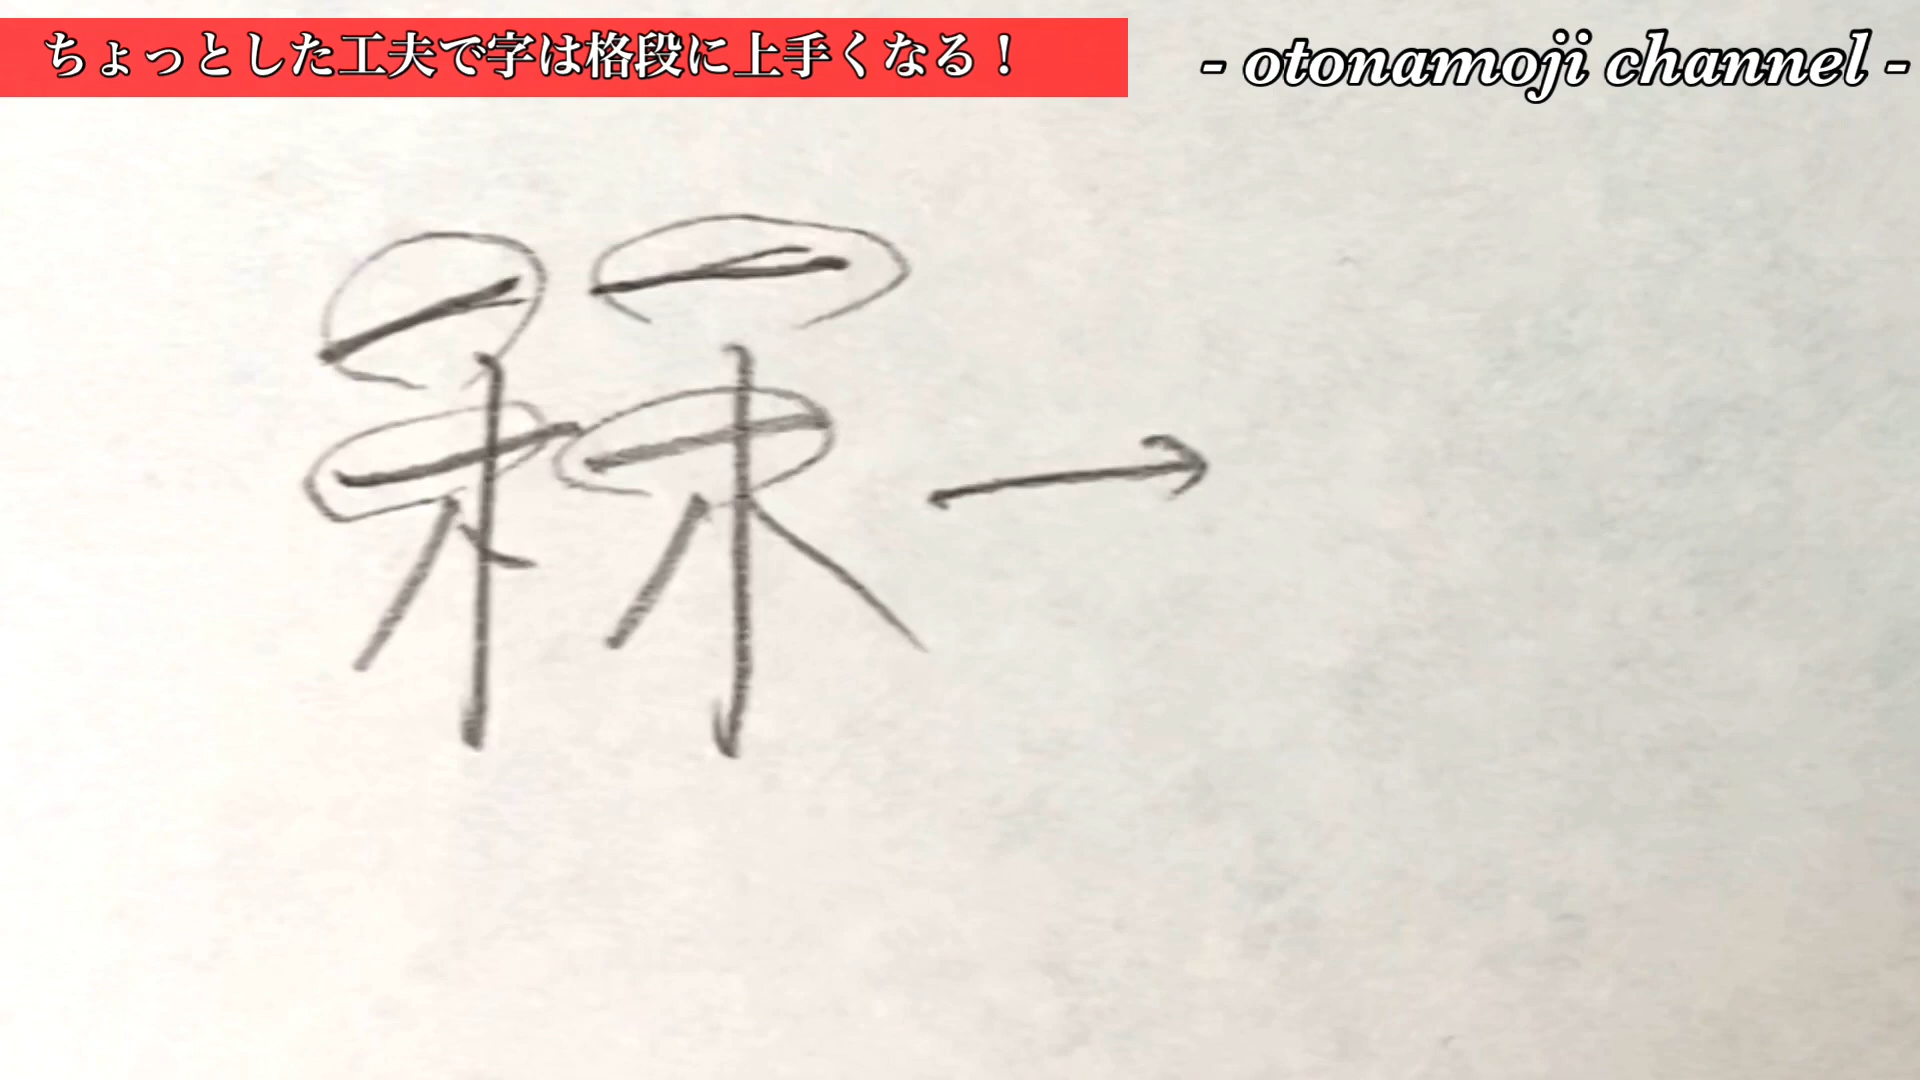 ちょっとした工夫で字は格段に上手くなる！
- otonamoji channel -
林 →